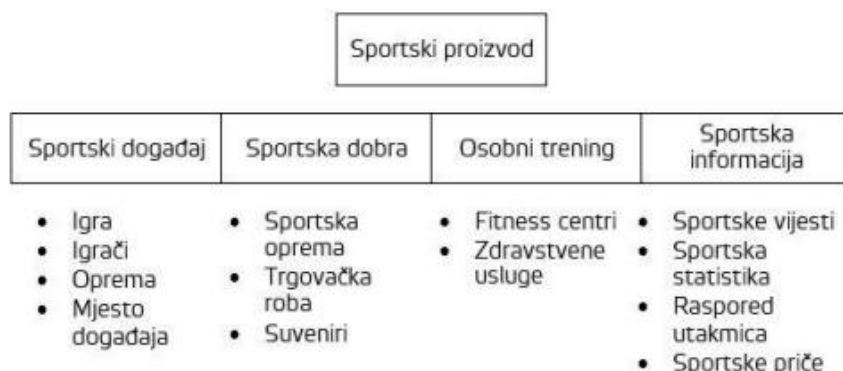 Sportski proizvod
Sportski događaj
Sportska dobra
Osobni trening
Sportska
informacija
• Igra
• Igrači
• Oprema
• Mjesto
događaja
• Sportska
oprema
• Trgovačka
roba
• Suveniri
• Fitness centri
• Zdravstvene
usluge
• Sportske vijesti
• Sportska
statistika
• Raspored
utakmica
• Sportske priče